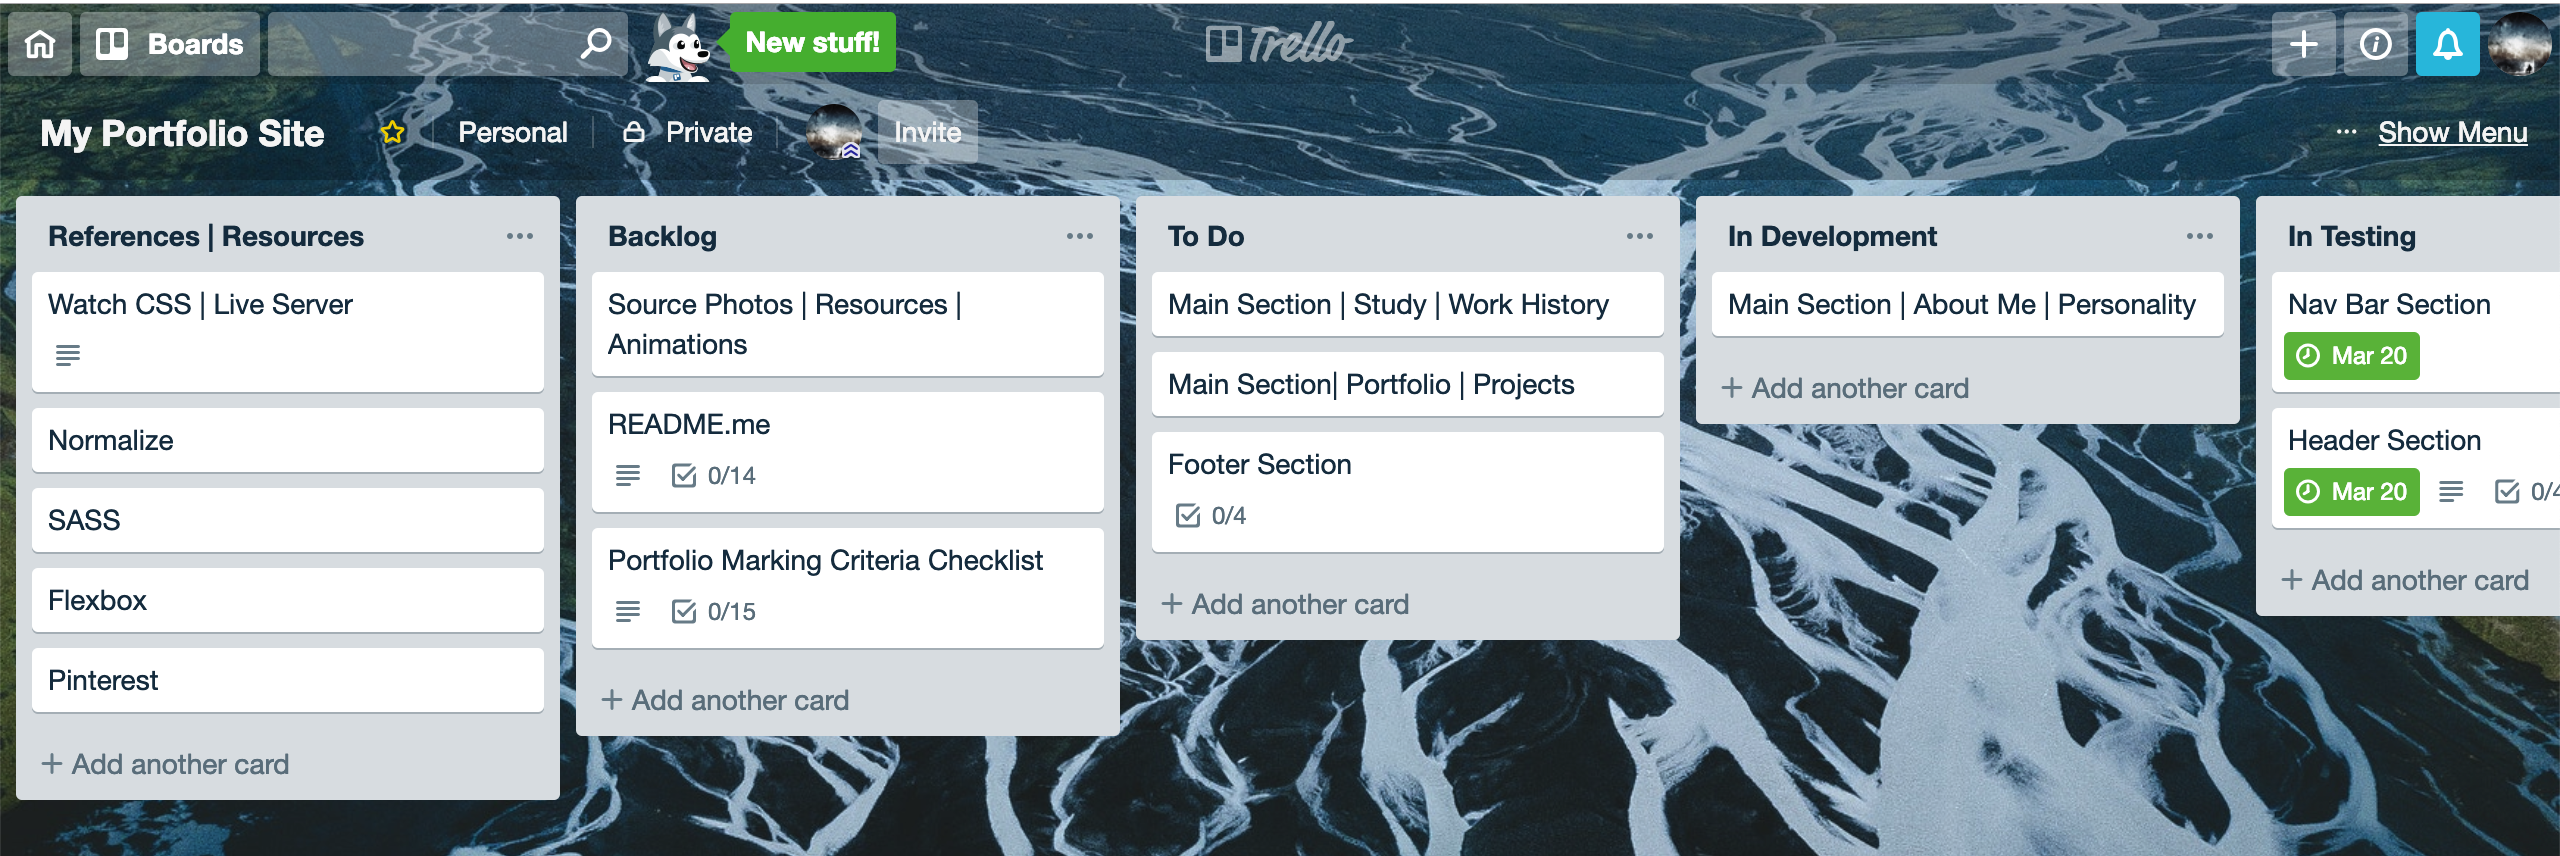 Boards
New stuff!
Trello
My Portfolio Site
Personal
Private
Invite
... Show Menu
References | Resources
Watch CSS | Live Server
Normalize
SASS
Flexbox
Pinterest
+ Add another card
Backlog
Source Photos | Resources |
Animations
README.me
0/14
Portfolio Marking Criteria Checklist
0/15
+ Add another card
To Do
Main Section | Study | Work History
Main Section| Portfolio | Projects
Footer Section
0/4
+ Add another card
In Development
Main Section | About Me | Personality
+ Add another card
In Testing
Nav Bar Section
Mar 20
Header Section
Mar 20 0/4
+ Add another card